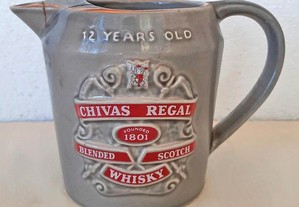 12 YEARS OLD
CHIVAS REGAL
FOUNDED
1801
BLENDED SCOTCH
WHISKY